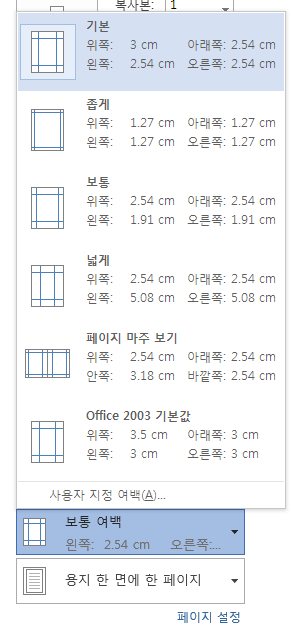 복사본: 1
기본
위쪽: 3 cm 아래쪽: 2.54 cm
왼쪽: 2.54 cm 오른쪽: 2.54 cm
좁게
위쪽: 1.27 cm 아래쪽: 1.27 cm
왼쪽: 1.27 cm 오른쪽: 1.27 cm
보통
위쪽: 2.54 cm 아래쪽: 2.54 cm
왼쪽: 1.91 cm 오른쪽: 1.91 cm
넓게
위쪽: 2.54 cm 아래쪽: 2.54 cm
왼쪽: 5.08 cm 오른쪽: 5.08 cm
페이지 마주 보기
위쪽: 2.54 cm 아래쪽: 2.54 cm
안쪽: 3.18 cm 바깥쪽: 2.54 cm
Office 2003 기본값
위쪽: 3.5 cm 아래쪽: 3 cm
왼쪽: 3 cm 오른쪽: 3 cm
사용자 지정 여백(A)...
보통 여백
왼쪽: 2.54 cm 오른쪽:...
용지 한 면에 한 페이지
페이지 설정